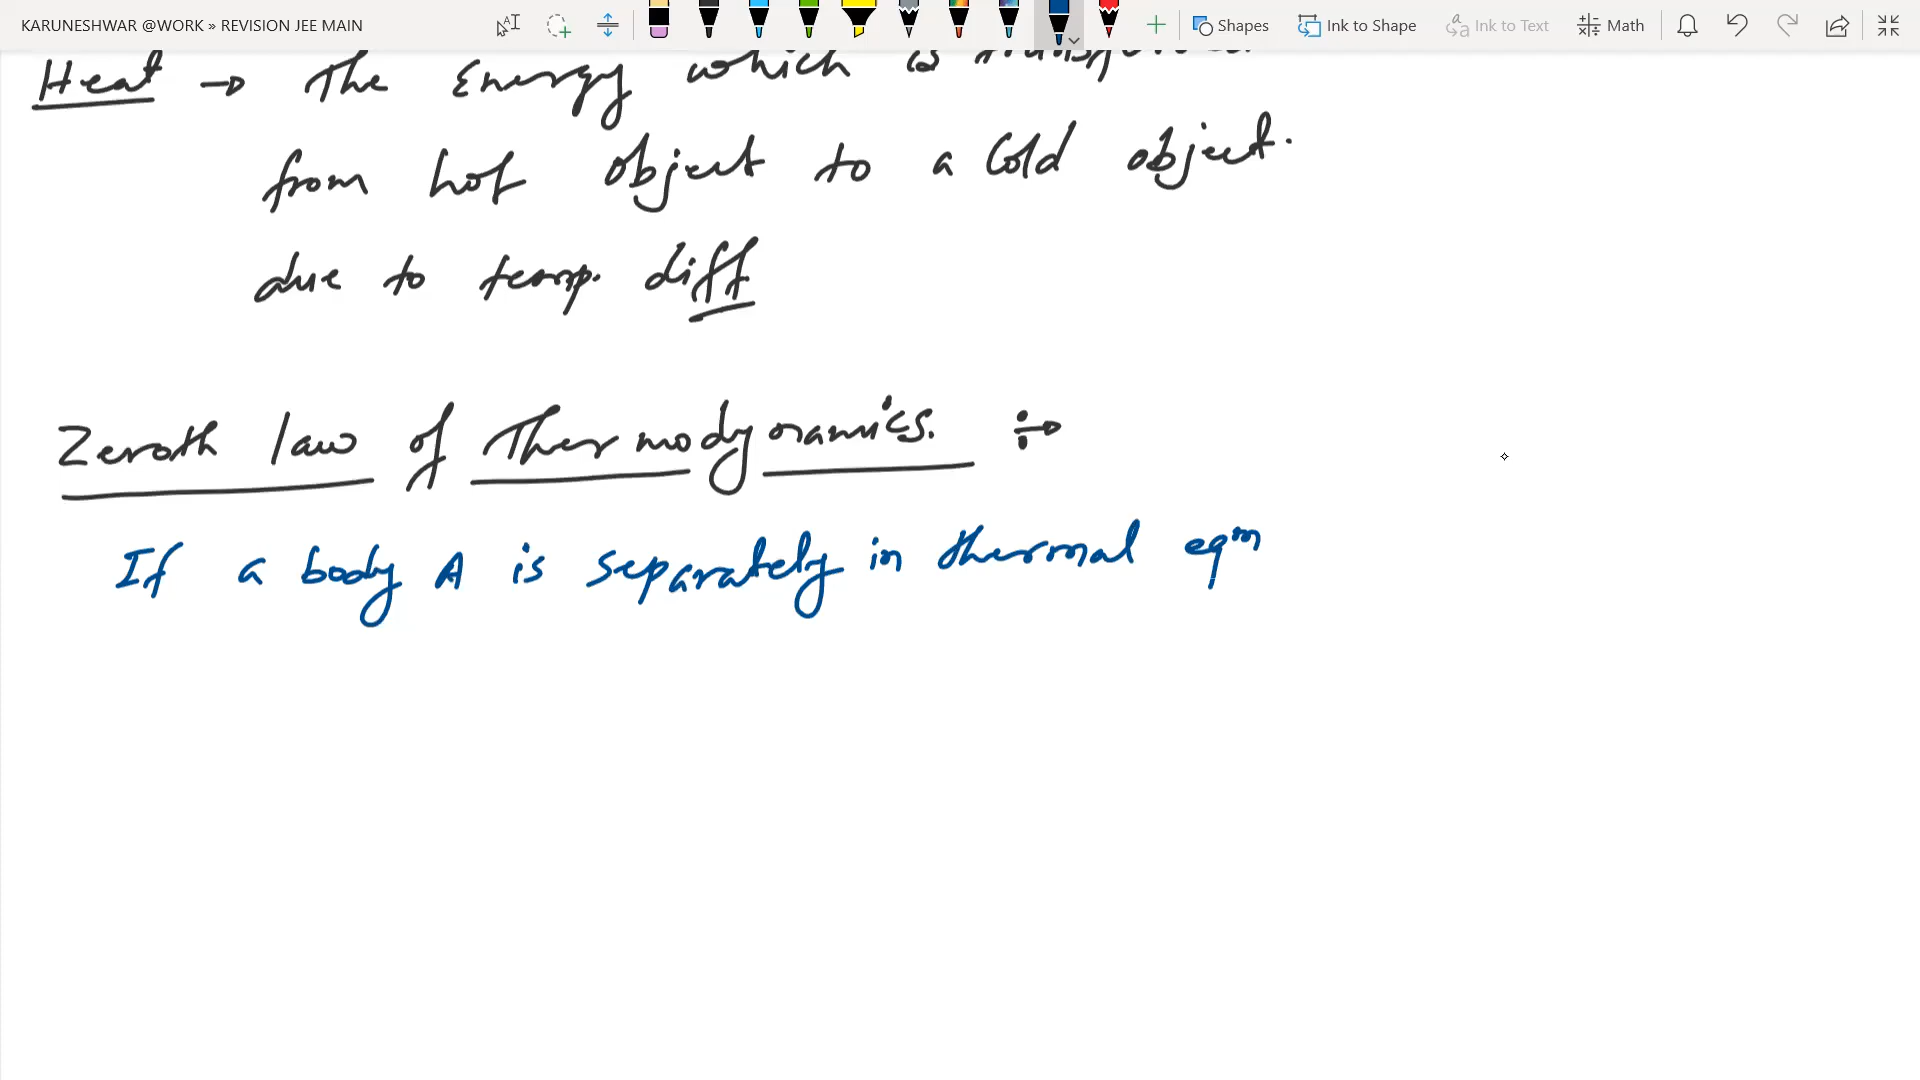 KARUNESHWAR @WORK » REVISION JEE MAIN Shapes Ink to Shape Ink to Text Math
Heat → The Energy which is transferred
from hot object to a cold object.
due to temp. diff
Zeroth law of Thermodynamics. :→
If a body A is separately in thermal eqm